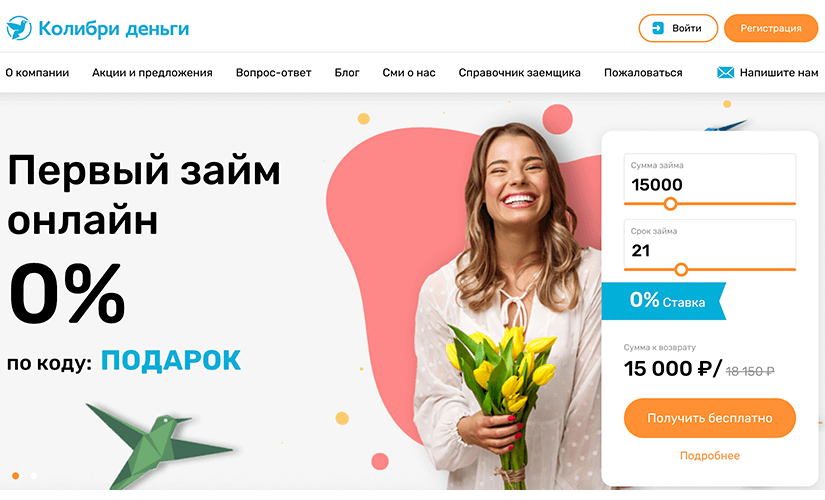 Колибри деньги
Войти
Регистрация
О компании
Акции и предложения
Вопрос-ответ
Блог
Сми о нас
Справочник заемщика
Пожаловаться
Напишите нам
Первый займ
онлайн
0%
по коду: ПОДАРОК
Сумма займа
15000
Срок займа
21
0% Ставка
Сумма к возврату
15 000 ₽/ 18 150 ₽
Получить бесплатно
Подробнее